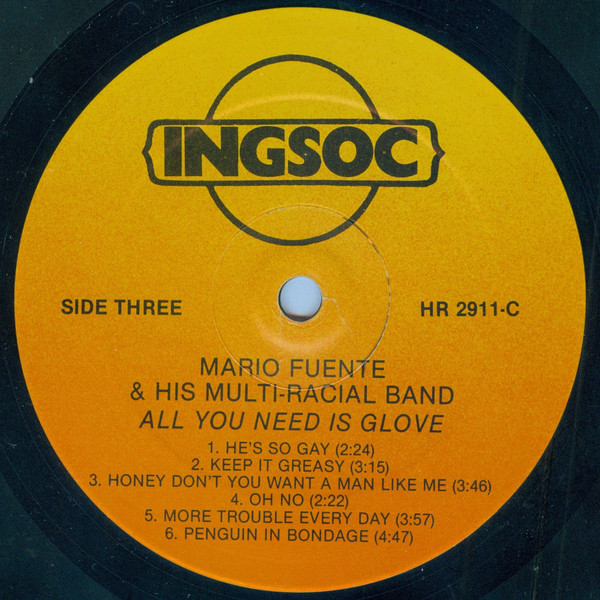 INGSOC
SIDE THREE
HR 2911-C
MARIO FUENTE
& HIS MULTI-RACIAL BAND
ALL YOU NEED IS GLOVE
1. HE'S SO GAY (2:24)
2. KEEP IT GREASY (3:15)
3. HONEY DON'T YOU WANT A MAN LIKE ME (3:46)
4. OH NO (2:22)
5. MORE TROUBLE EVERY DAY (3:57)
6. PENGUIN IN BONDAGE (4:47)